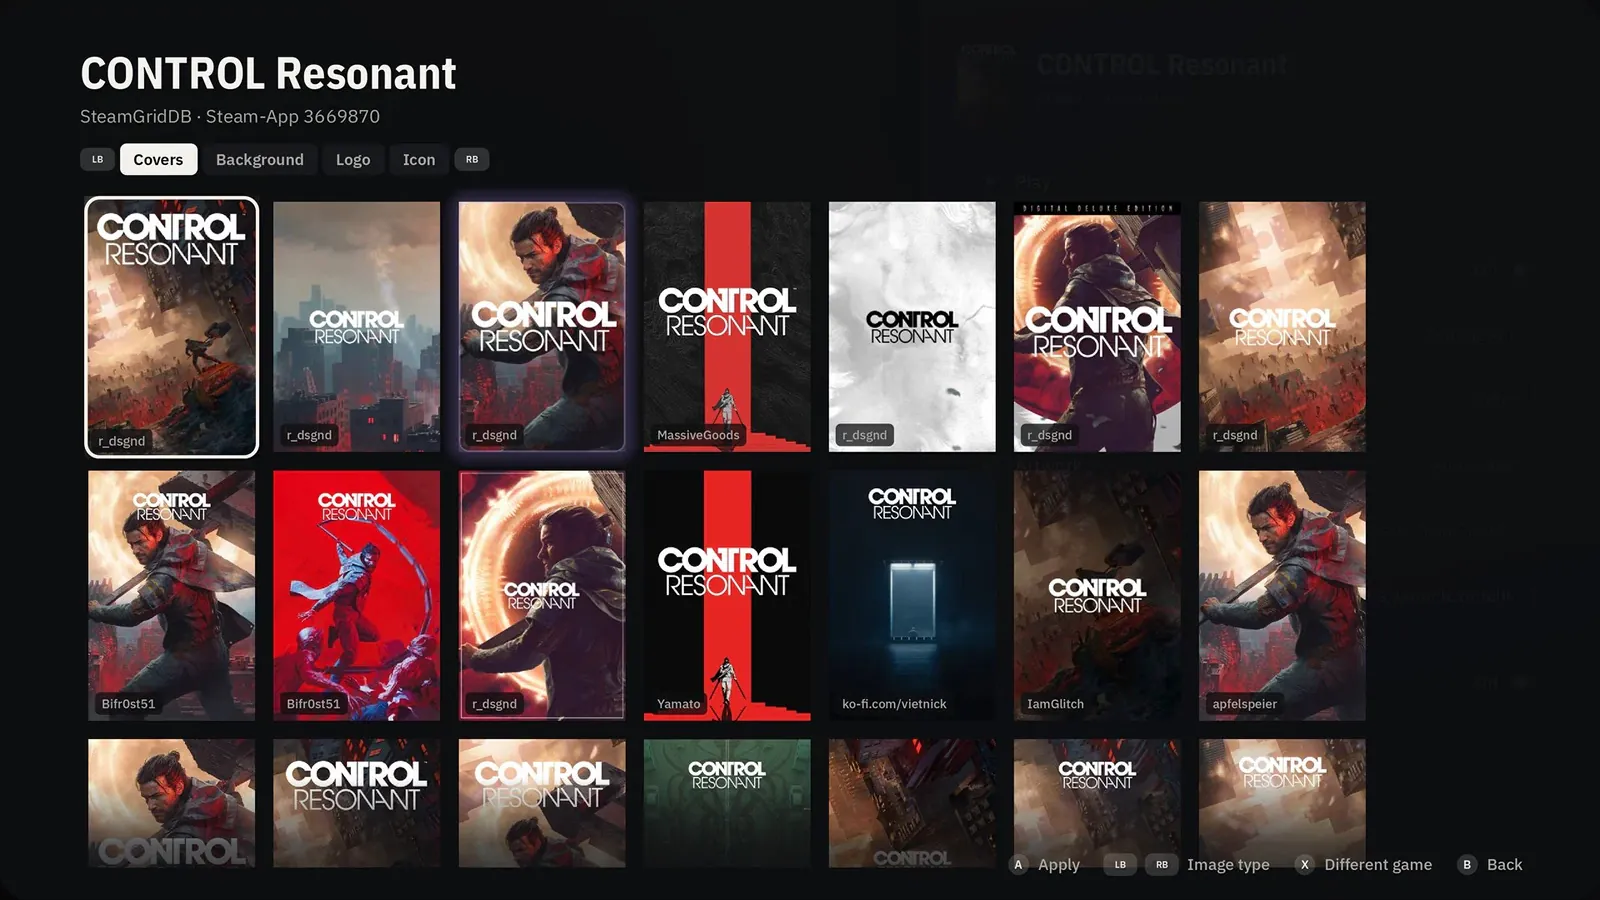 CONTROL Resonant
SteamGridDB · Steam-App 3669870
LB Covers Background Logo Icon RB
CONTROL
RESONANT
r_dsgnd
CONTROL
RESONANT
r_dsgnd
CONTROL
RESONANT
r_dsgnd
CONTROL
RESONANT
MassiveGoods
CONTROL
RESONANT
r_dsgnd
DIGITAL DELUXE EDITION
CONTROL
RESONANT
r_dsgnd
CONTROL
RESONANT
r_dsgnd
CONTROL
RESONANT
Bifr0st51
CONTROL
RESONANT
Bifr0st51
CONTROL
RESONANT
r_dsgnd
CONTROL
RESONANT
Yamato
CONTROL
RESONANT
ko-fi.com/vietnick
CONTROL
RESONANT
IamGlitch
apfelspeier
CONTROL
CONTROL
RESONANT
CONTROL
RESONANT
CONTROL
RESONANT
CONTROL
CONTROL
RESONANT
CONTROL
RESONANT
A Apply LB RB Image type X Different game B Back
CONTROL Resonant
Play